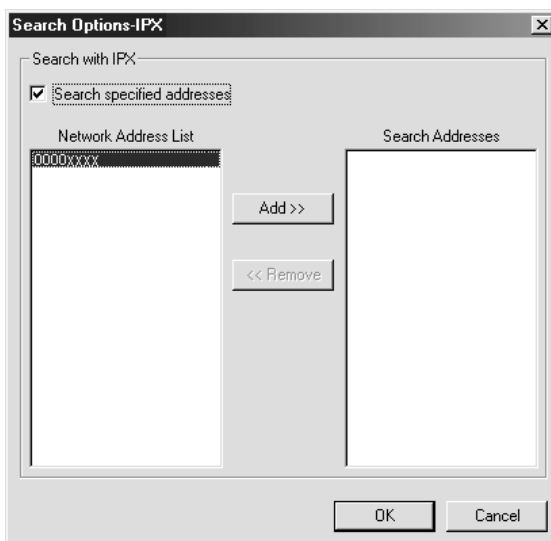 Search Options-IPX
Search with IPX
Search specified addresses
Network Address List
Search Addresses
0000xxxx
Add >>
<< Remove
OK
Cancel